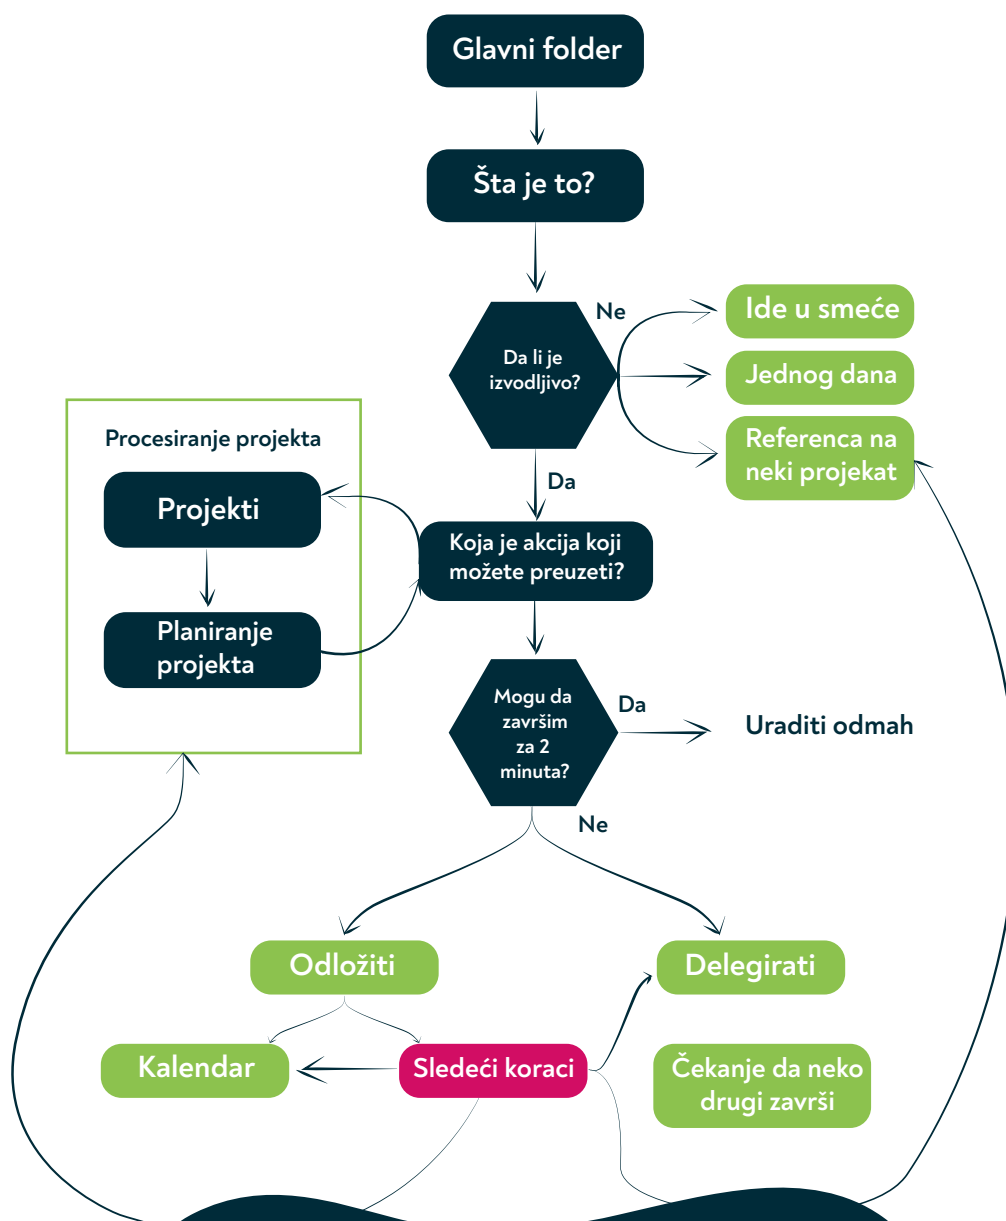 Glavni folder
Šta je to?
Ne
Ide u smeće
Da li je
izvodljivo?
Jednog dana
Referenca na
neki projekat
Procesiranje projekta
Da
Projekti
Koja je akcija koji
možete preuzeti?
Planiranje
projekta
Mogu da
završim
za 2
minuta?
Da
Uraditi odmah
Ne
Odložiti
Delegirati
Kalendar
Sledeći koraci
Čekanje da neko
drugi završi